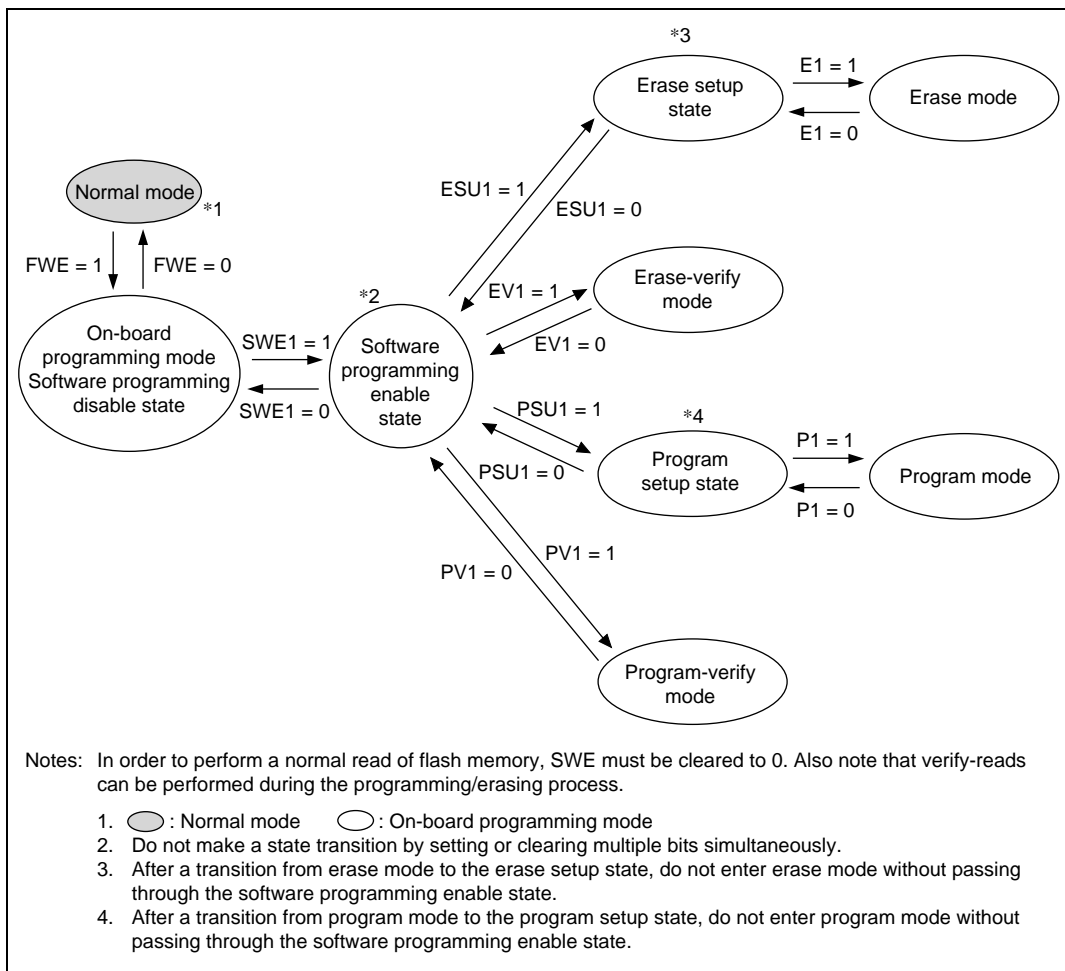 *3
Erase setup
state
E1 = 1
E1 = 0
Erase mode
Normal mode
*1
ESU1 = 1
ESU1 = 0
FWE = 1
FWE = 0
Erase-verify
mode
*2
EV1 = 1
EV1 = 0
On-board
programming mode
Software programming
disable state
SWE1 = 1
SWE1 = 0
Software
programming
enable
state
PSU1 = 1
PSU1 = 0
*4
Program
setup state
P1 = 1
P1 = 0
Program mode
PV1 = 1
PV1 = 0
Program-verify
mode
Notes: In order to perform a normal read of flash memory, SWE must be cleared to 0. Also note that verify-reads
can be performed during the programming/erasing process.
1. : Normal mode : On-board programming mode
2. Do not make a state transition by setting or clearing multiple bits simultaneously.
3. After a transition from erase mode to the erase setup state, do not enter erase mode without passing
through the software programming enable state.
4. After a transition from program mode to the program setup state, do not enter program mode without
passing through the software programming enable state.